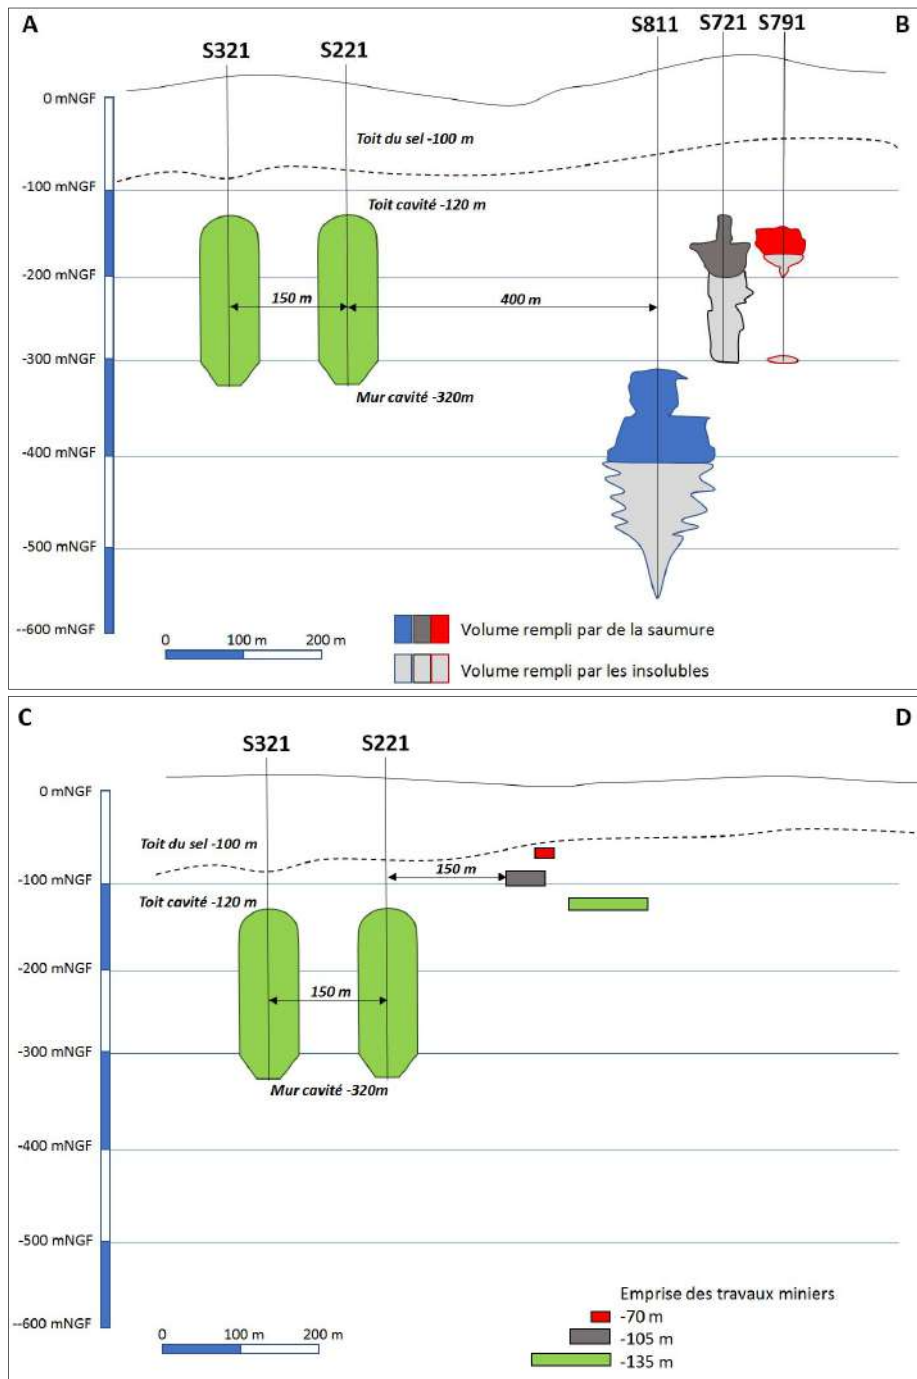 A
B
S811
S721
S791
S321
S221
0 mNGF
Toit du sel -100 m
-100 mNGF
Toit cavité -120 m
-200 mNGF
150 m
400 m
-300 mNGF
Mur cavité -320m
-400 mNGF
-500 mNGF
--600 mNGF
0
100 m
200 m
Volume rempli par de la saumure
Volume rempli par les insolubles
C
D
S321
S221
0 mNGF
Toit du sel -100 m
150 m
-100 mNGF
Toit cavité -120 m
-200 mNGF
150 m
-300 mNGF
Mur cavité -320m
-400 mNGF
-500 mNGF
--600 mNGF
0
100 m
200 m
Emprise des travaux miniers
-70 m
-105 m
-135 m